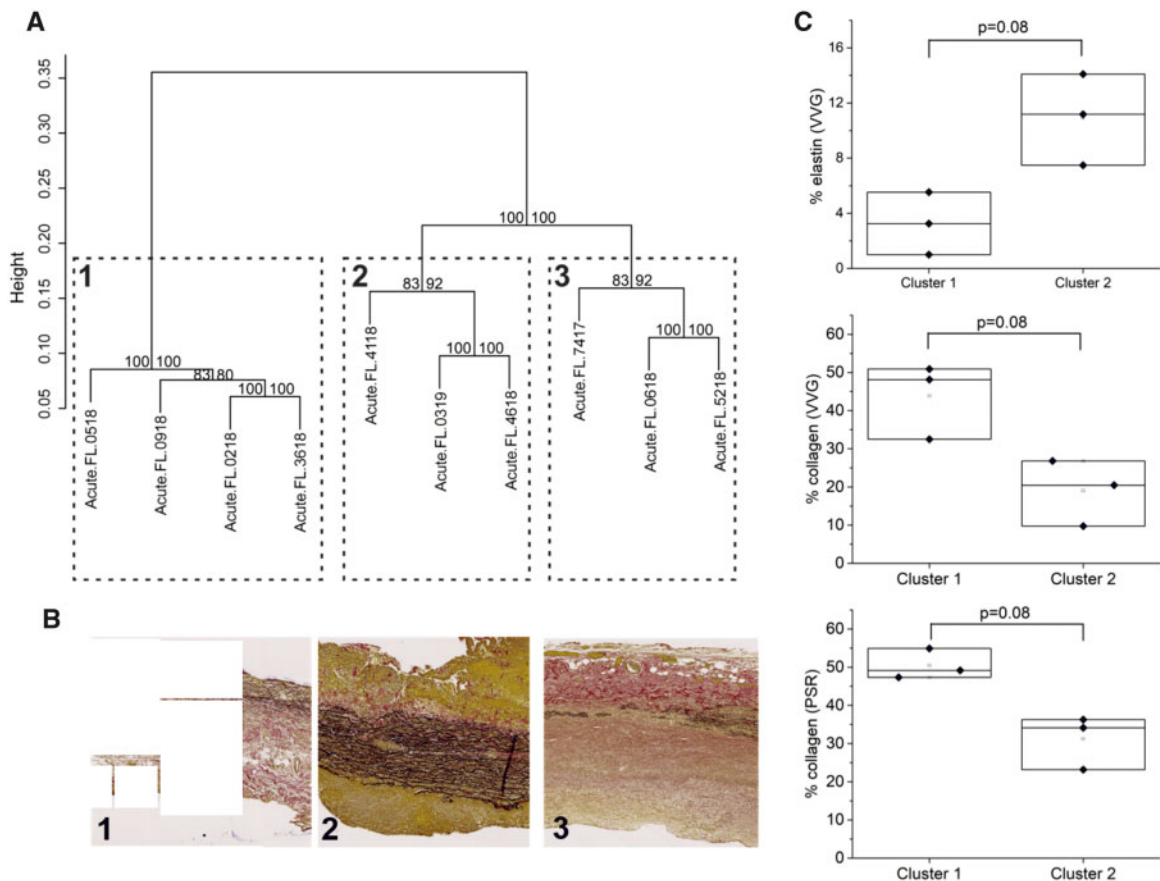 A
Height
0.35
0.30
0.25
0.20
0.15
0.10
0.05
1
2
3
100 100
83 92
83 92
100 100
83 80
100 100
100 100
100 100
Acute.FL.0518
Acute.FL.0918
Acute.FL.0218
Acute.FL.3618
Acute.FL.4118
Acute.FL.0319
Acute.FL.4618
Acute.FL.7417
Acute.FL.0618
Acute.FL.5218
B
1
2
3
C
p=0.08
% elastin (VVG)
16
12
8
4
0
Cluster 1 Cluster 2
p=0.08
% collagen (VVG)
60
50
40
30
20
10
0
Cluster 1 Cluster 2
p=0.08
% collagen (PSR)
60
50
40
30
20
10
0
Cluster 1 Cluster 2